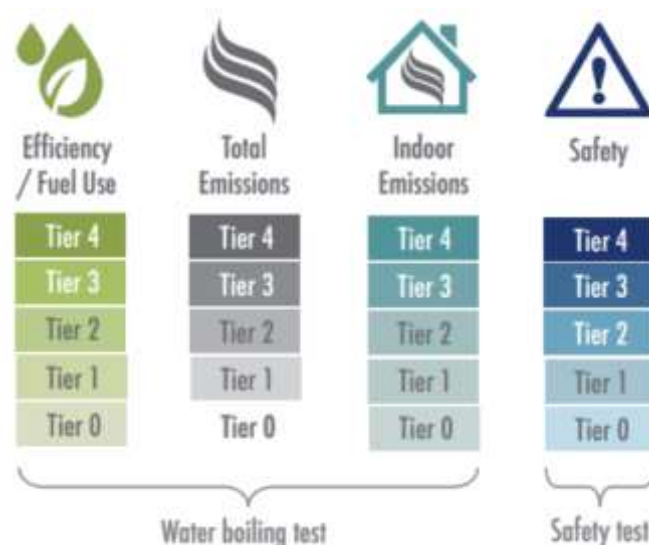 Efficiency
/ Fuel Use
Total
Emissions
Indoor
Emissions
Safety
Tier 4
Tier 3
Tier 2
Tier 1
Tier 0
Tier 4
Tier 3
Tier 2
Tier 1
Tier 0
Tier 4
Tier 3
Tier 2
Tier 1
Tier 0
Tier 4
Tier 3
Tier 2
Tier 1
Tier 0
Water boiling test
Safety test